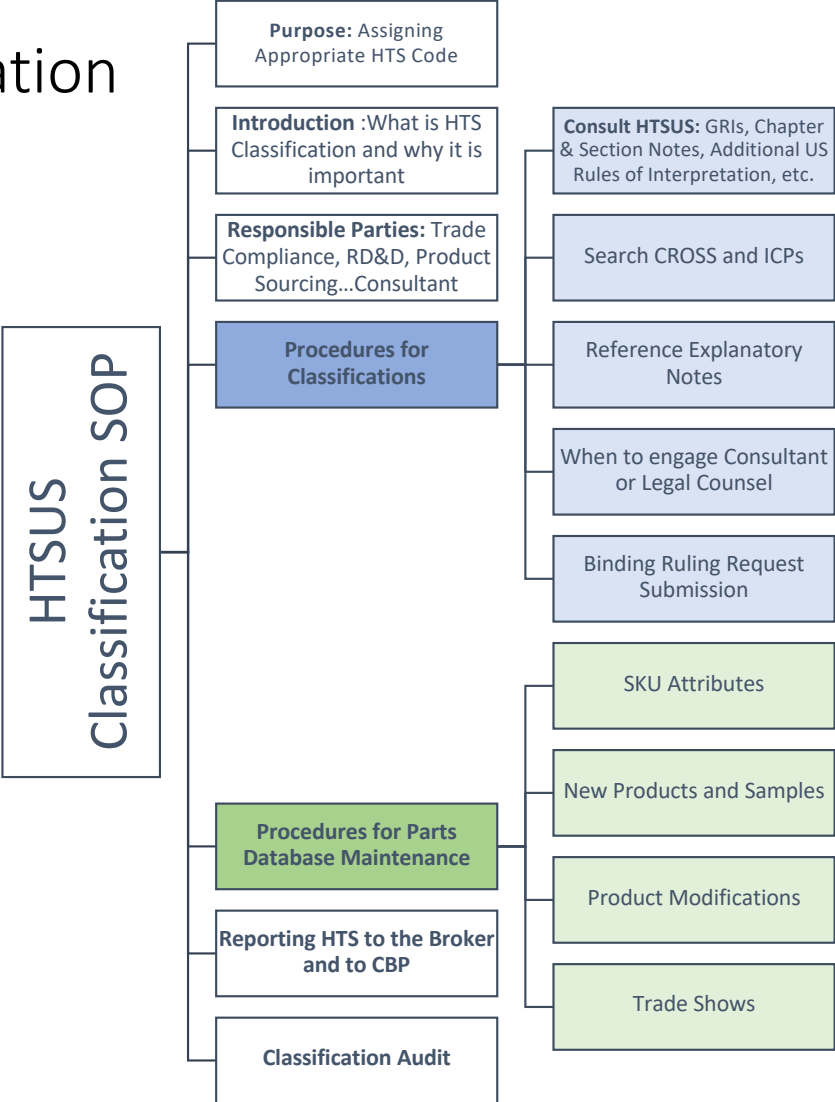 ation
Purpose: Assigning
Appropriate HTS Code
Introduction :What is HTS
Classification and why it is
important
Responsible Parties: Trade
Compliance, RD&D, Product
Sourcing...Consultant
HTSUS
Classification SOP
Procedures for
Classifications
Consult HTSUS: GRIs, Chapter
& Section Notes, Additional US
Rules of Interpretation, etc.
Search CROSS and ICPs
Reference Explanatory
Notes
When to engage Consultant
or Legal Counsel
Binding Ruling Request
Submission
Procedures for Parts
Database Maintenance
SKU Attributes
New Products and Samples
Product Modifications
Trade Shows
Reporting HTS to the Broker
and to CBP
Classification Audit